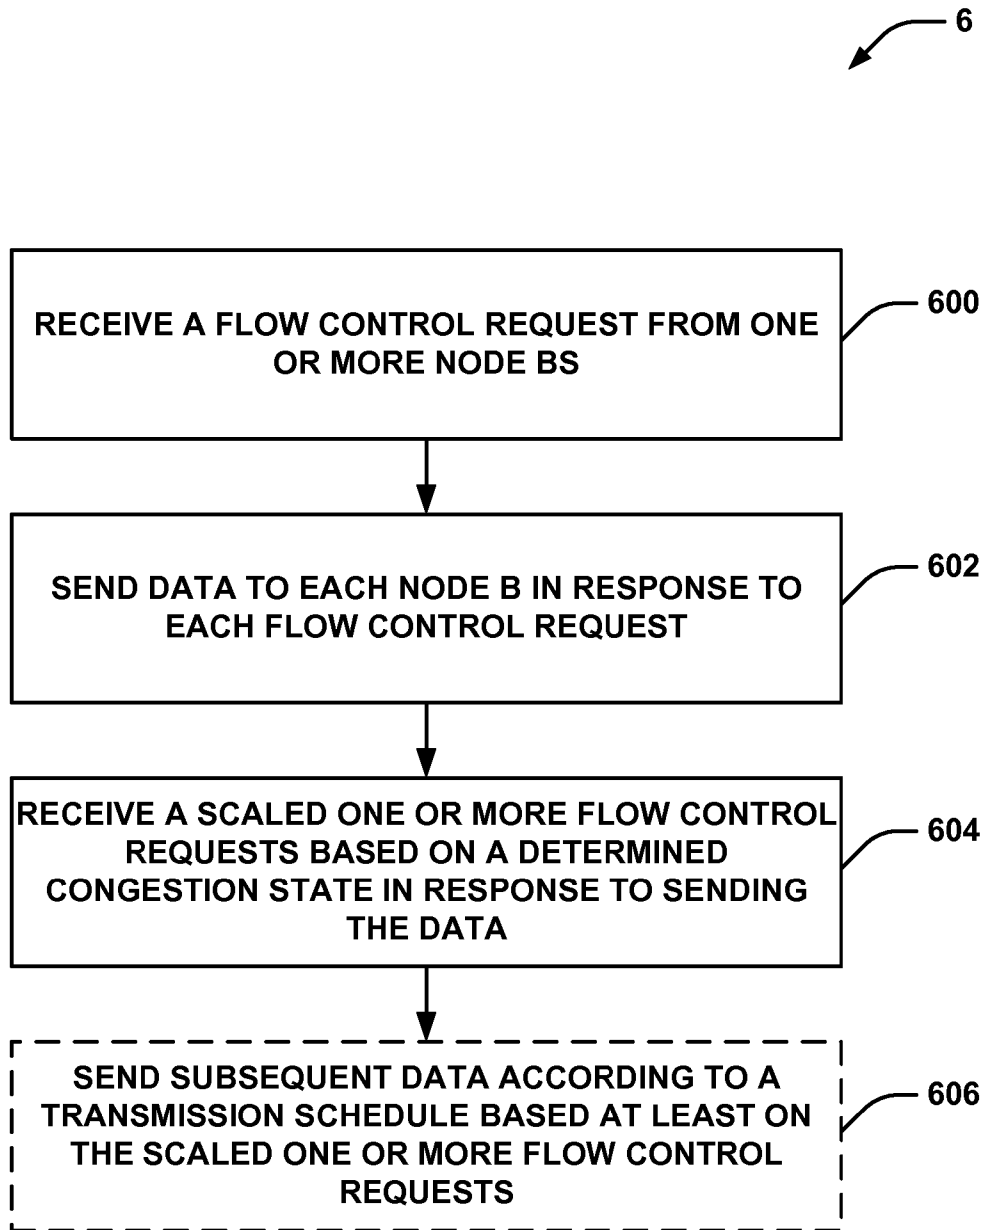 6
RECEIVE A FLOW CONTROL REQUEST FROM ONE
OR MORE NODE BS
600
SEND DATA TO EACH NODE B IN RESPONSE TO
EACH FLOW CONTROL REQUEST
602
RECEIVE A SCALED ONE OR MORE FLOW CONTROL
REQUESTS BASED ON A DETERMINED
CONGESTION STATE IN RESPONSE TO SENDING
THE DATA
604
SEND SUBSEQUENT DATA ACCORDING TO A
TRANSMISSION SCHEDULE BASED AT LEAST ON
THE SCALED ONE OR MORE FLOW CONTROL
REQUESTS
606